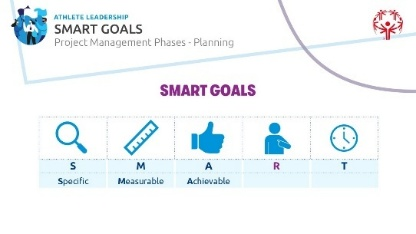 ATHLETE LEADERSHIP
SMART GOALS
Project Management Phases - Planning
SMART GOALS
S M A R T
Specific Measurable Achievable